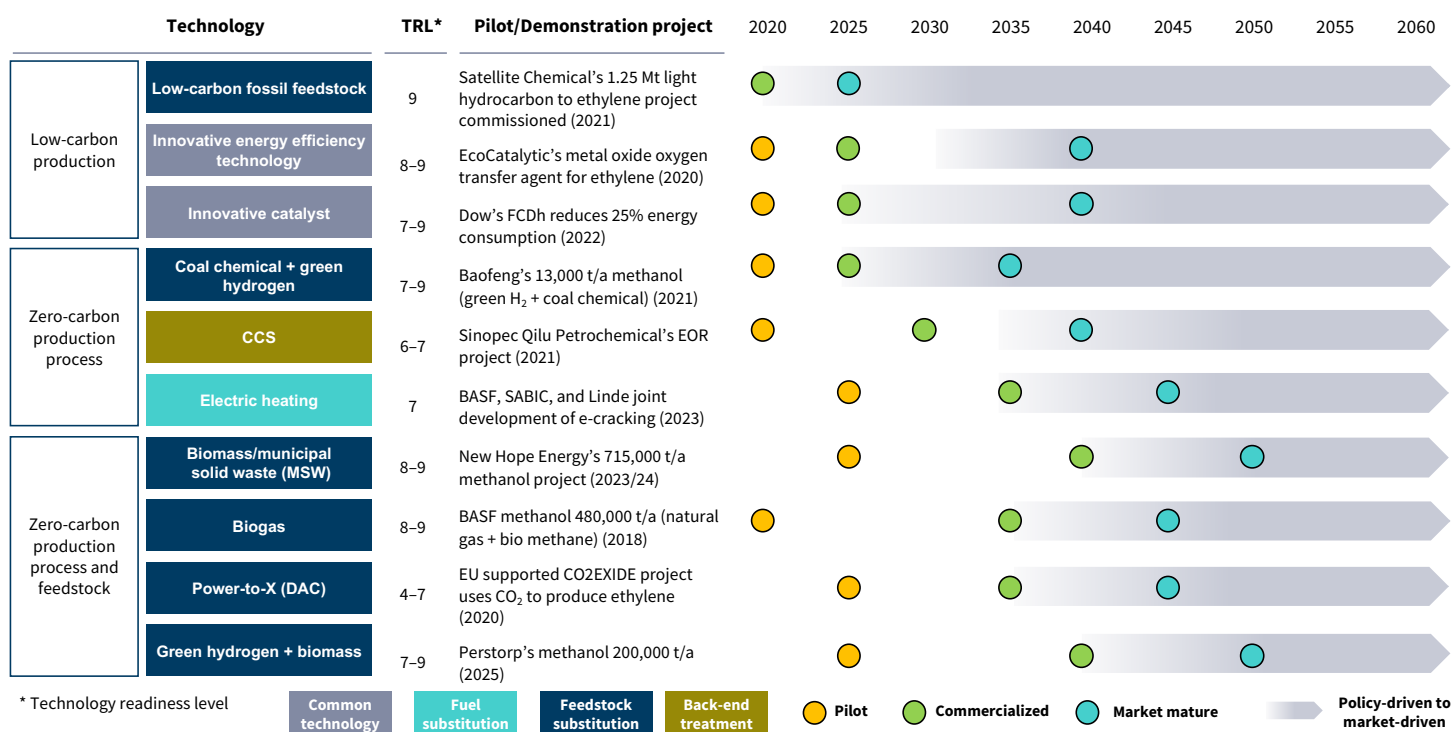 Technology
TRL*
Pilot/Demonstration project
2020
2025
2030
2035
2040
2045
2050
2055
2060
Low-carbon
production
Low-carbon fossil feedstock
9
Satellite Chemical's 1.25 Mt light
hydrocarbon to ethylene project
commissioned (2021)
Innovative energy efficiency
technology
8–9
EcoCatalytic's metal oxide oxygen
transfer agent for ethylene (2020)
Innovative catalyst
7–9
Dow's FCDh reduces 25% energy
consumption (2022)
Zero-carbon
production
process
Coal chemical + green
hydrogen
7–9
Baofeng's 13,000 t/a methanol
(green H₂ + coal chemical) (2021)
CCS
6–7
Sinopec Qilu Petrochemical's EOR
project (2021)
Electric heating
7
BASF, SABIC, and Linde joint
development of e-cracking (2023)
Zero-carbon
production
process and
feedstock
Biomass/municipal
solid waste (MSW)
8–9
New Hope Energy's 715,000 t/a
methanol project (2023/24)
Biogas
8–9
BASF methanol 480,000 t/a (natural
gas + bio methane) (2018)
Power-to-X (DAC)
4–7
EU supported CO2EXIDE project
uses CO₂ to produce ethylene
(2020)
Green hydrogen + biomass
7–9
Perstorp's methanol 200,000 t/a
(2025)
* Technology readiness level
Common
technology
Fuel
substitution
Feedstock
substitution
Back-end
treatment
Pilot
Commercialized
Market mature
Policy-driven to
market-driven